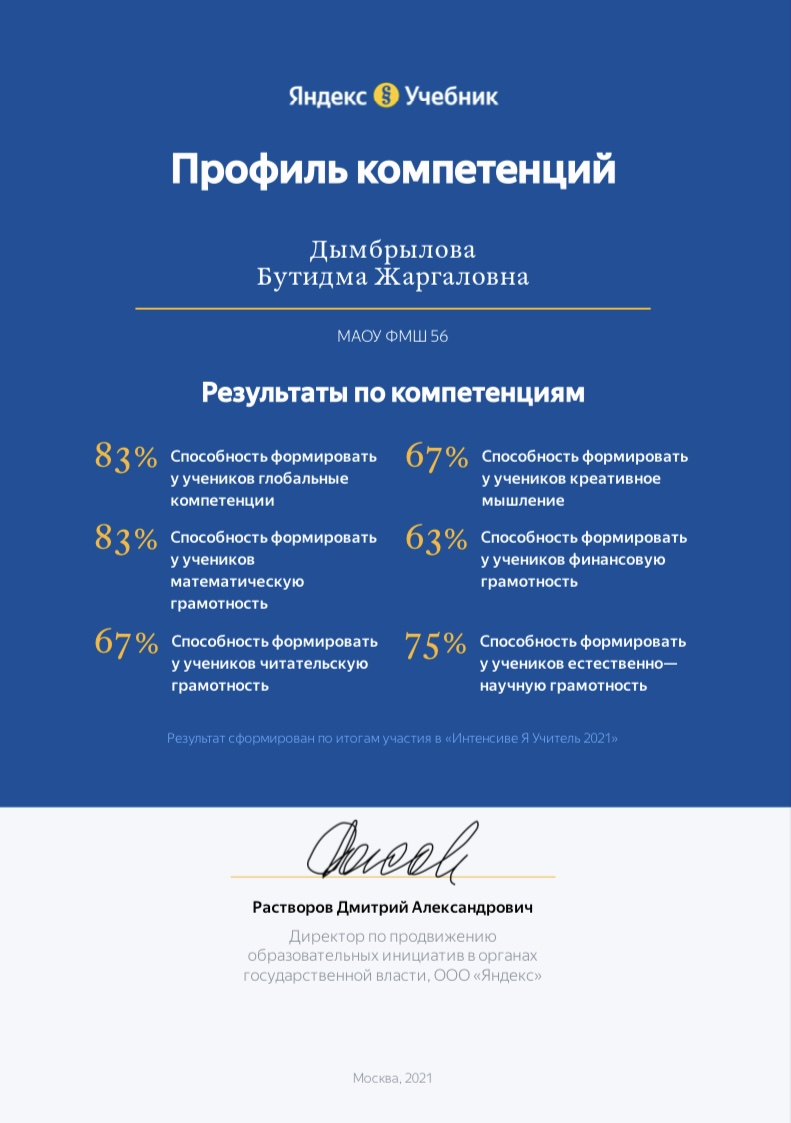 Яндекс Учебник
Профиль компетенций
Дымбрылова
Бутидма Жаргаловна
МАОУ ФМШ 56
Результаты по компетенциям
83% Способность формировать
у учеников глобальные
компетенции
67% Способность формировать
у учеников креативное
мышление
83% Способность формировать
у учеников
математическую
грамотность
63% Способность формировать
у учеников финансовую
грамотность
67% Способность формировать
у учеников читательскую
грамотность
75% Способность формировать
у учеников естественно—
научную грамотность
Результат сформирован по итогам участия в «Интенсиве Я Учитель 2021»
Растворов Дмитрий Александрович
Директор по продвижению
образовательных инициатив в органах
государственной власти, ООО «Яндекс»
Москва, 2021